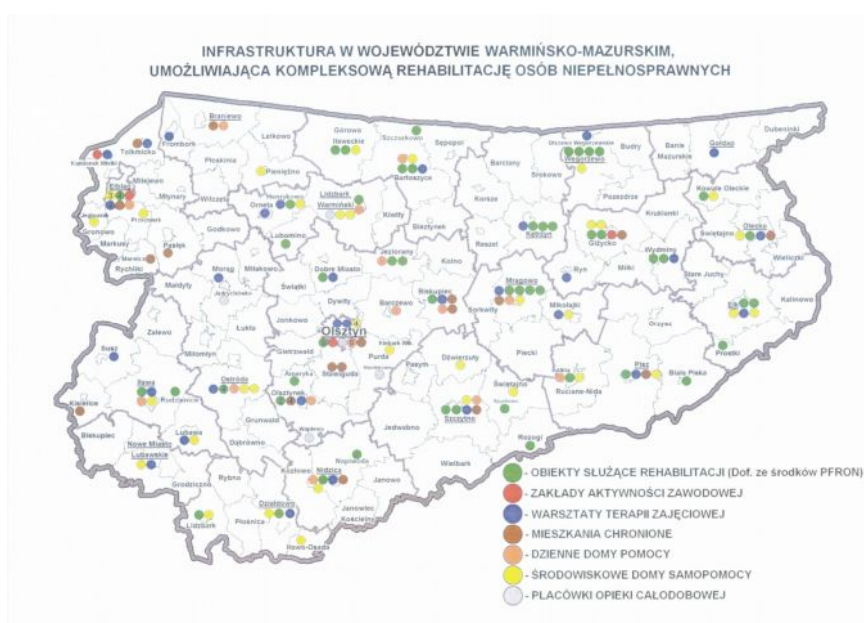 INFRASTRUKTURA W WOJEWÓDZTWIE WARMIŃSKO-MAZURSKIM,
UMOŻLIWIAJĄCA KOMPLEKSOWĄ REHABILITACJĘ OSÓB NIEPEŁNOSPRAWNYCH
Braniewo
Frombork
Tolkmicko
Lelkowo
Płoskinia
Pieniężno
Górowo
Iławeckie
Sępopol
Bartoszyce
Barciany
Srokowo
Węgorzewo
Budry
Pozezdrze
Banie
Mazurskie
Gołdap
Dubeninki
Kowale Oleckie
Elbląg
Milejewo
Młynary
Wilczęta
Orneta
Lidzbark
Warmiński
Kiwity
Bisztynek
Korsze
Reszel
Kętrzyn
Giżycko
Kruklanki
Wydminy
Świętajno
Olecko
Wieliczki
Gronowo
Markusy
Pasłęk
Rychliki
Godkowo
Lubomino
Dobre Miasto
Jeziorany
Kolno
Biskupiec
Mrągowo
Sorkwity
Mikołajki
Ryn
Miłki
Stare Juchy
Ełk
Kalinowo
Małdyty
Morąg
Miłakowo
Świątki
Dywity
Barczewo
Jonkowo
Olsztyn
Zalewo
Łukta
Miłomłyn
Gietrzwałd
Purda
Stawiguda
Pasym
Dźwierzuty
Piecki
Orzysz
Prostki
Susz
Iława
Ostróda
Olsztynek
Szczytno
Świętajno
Ruciane-Nida
Pisz
Biała Piska
Kisielice
Biskupiec
Nowe Miasto
Lubawskie
Lubawa
Grunwald
Dąbrówno
Jedwabno
Wielbark
Rozogi
Grodziczno
Rybno
Lidzbark
Płośnica
Działdowo
Iłowo-Osada
Kozłowo
Nidzica
Janowo
Janowiec
Kościelny
- OBIEKTY SŁUŻĄCE REHABILITACJI (Dof. ze środków PFRON)
- ZAKŁADY AKTYWNOŚCI ZAWODOWEJ
- WARSZTATY TERAPII ZAJĘCIOWEJ
- MIESZKANIA CHRONIONE
- DZIENNE DOMY POMOCY
- ŚRODOWISKOWE DOMY SAMOPOMOCY
- PLACÓWKI OPIEKI CAŁODOBOWEJ